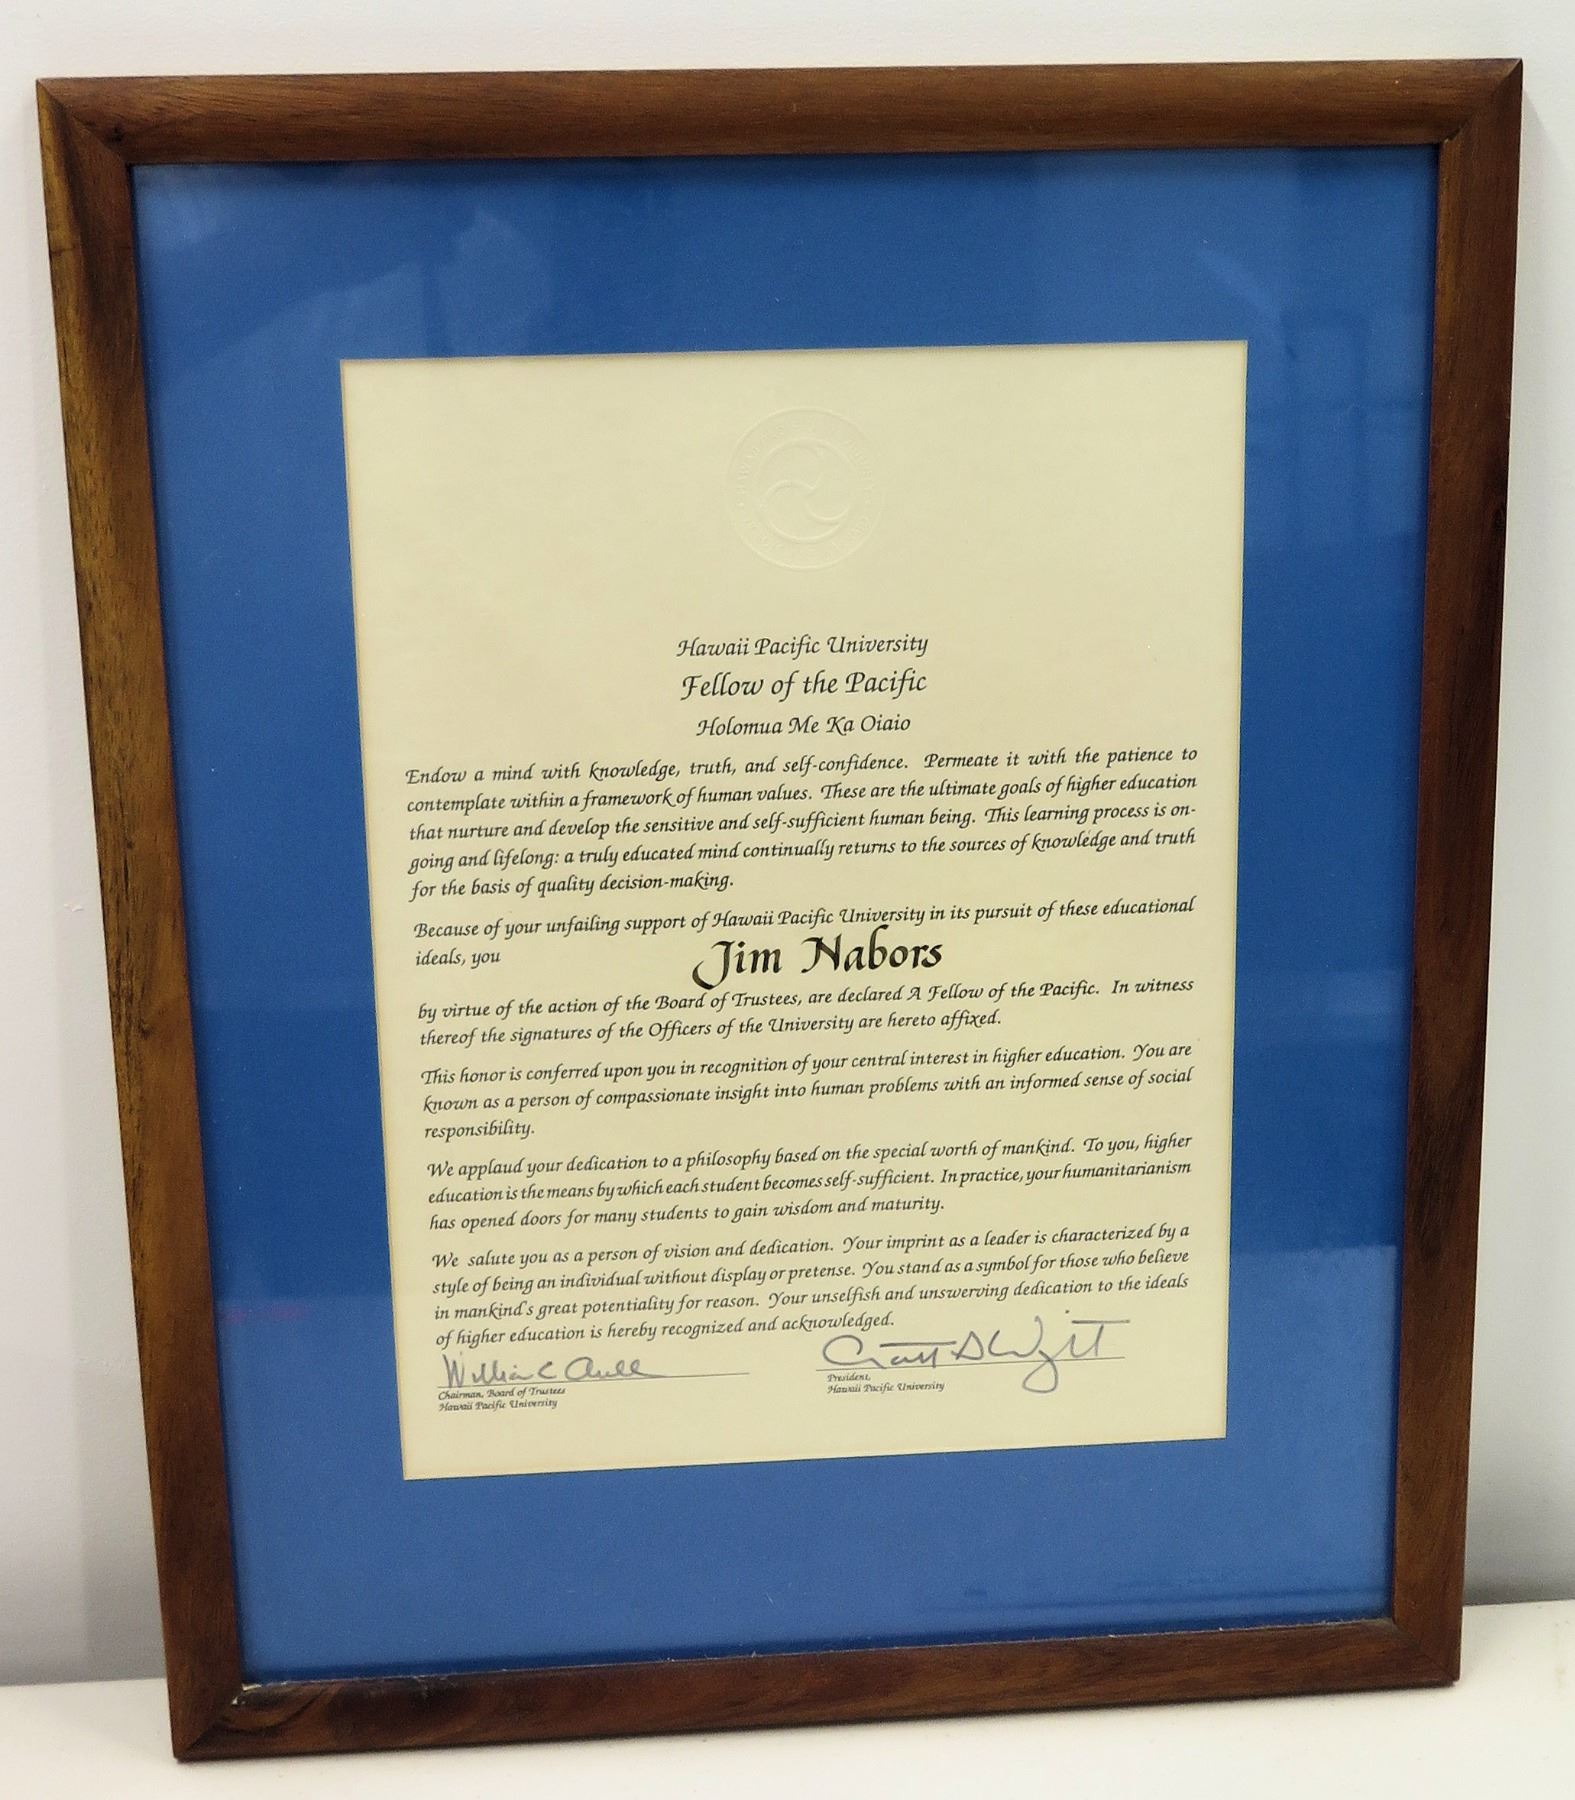 Hawaii Pacific University
Fellow of the Pacific
Holomua Me Ka Oiaio
Endow a mind with knowledge, truth, and self-confidence. Permeate it with the patience to
contemplate within a framework of human values. These are the ultimate goals of higher education
that nurture and develop the sensitive and self-sufficient human being. This learning process is on-
going and lifelong: a truly educated mind continually returns to the sources of knowledge and truth
for the basis of quality decision-making.
Because of your unfailing support of Hawaii Pacific University in its pursuit of these educational
ideals, you Jim Nabors
by virtue of the action of the Board of Trustees, are declared A Fellow of the Pacific. In witness
thereof the signatures of the Officers of the University are hereto affixed.
This honor is conferred upon you in recognition of your central interest in higher education. You are
known as a person of compassionate insight into human problems with an informed sense of social
responsibility.
We applaud your dedication to a philosophy based on the special worth of mankind. To you, higher
education is the means by which each student becomes self-sufficient. In practice, your humanitarianism
has opened doors for many students to gain wisdom and maturity.
We salute you as a person of vision and dedication. Your imprint as a leader is characterized by a
style of being an individual without display or pretense. You stand as a symbol for those who believe
in mankind's great potentiality for reason. Your unselfish and unswerving dedication to the ideals
of higher education is hereby recognized and acknowledged.
Chairman, Board of Trustees
Hawaii Pacific University
President,
Hawaii Pacific University